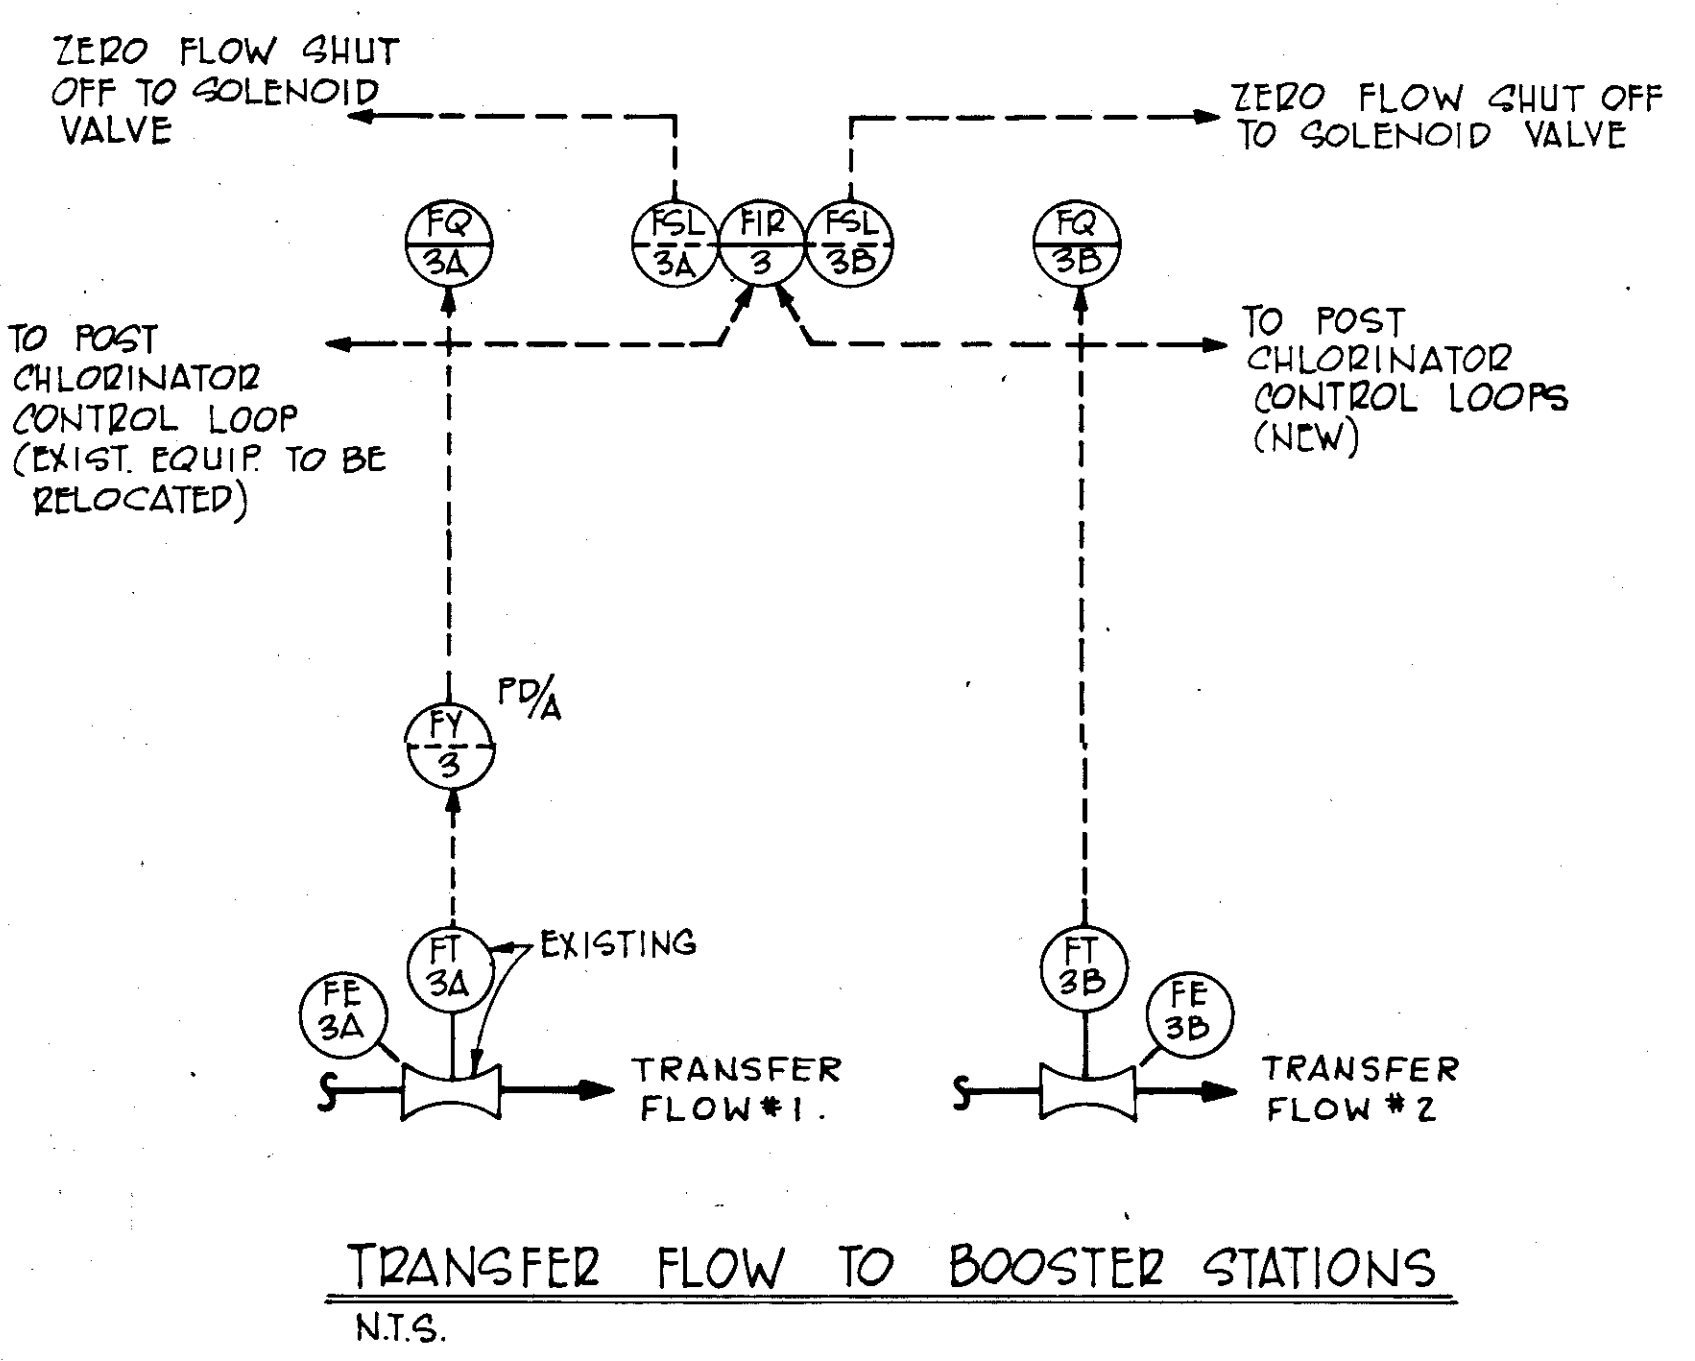 ZERO FLOW SHUT
OFF TO SOLENOID
VALVE
ZERO FLOW SHUT OFF
TO SOLENOID VALVE
FQ
3A
FSL
3A
FIR
3
FSL
3B
FQ
3B
TO POST
CHLORINATOR
CONTROL LOOP
(EXIST. EQUIP. TO BE
RELOCATED)
TO POST
CHLORINATOR
CONTROL LOOPS
(NEW)
PD/A
FY
3
FT
3A
EXISTING
FE
3A
FT
3B
FE
3B
TRANSFER
FLOW #1.
TRANSFER
FLOW #2
TRANSFER FLOW TO BOOSTER STATIONS
N.T.S.